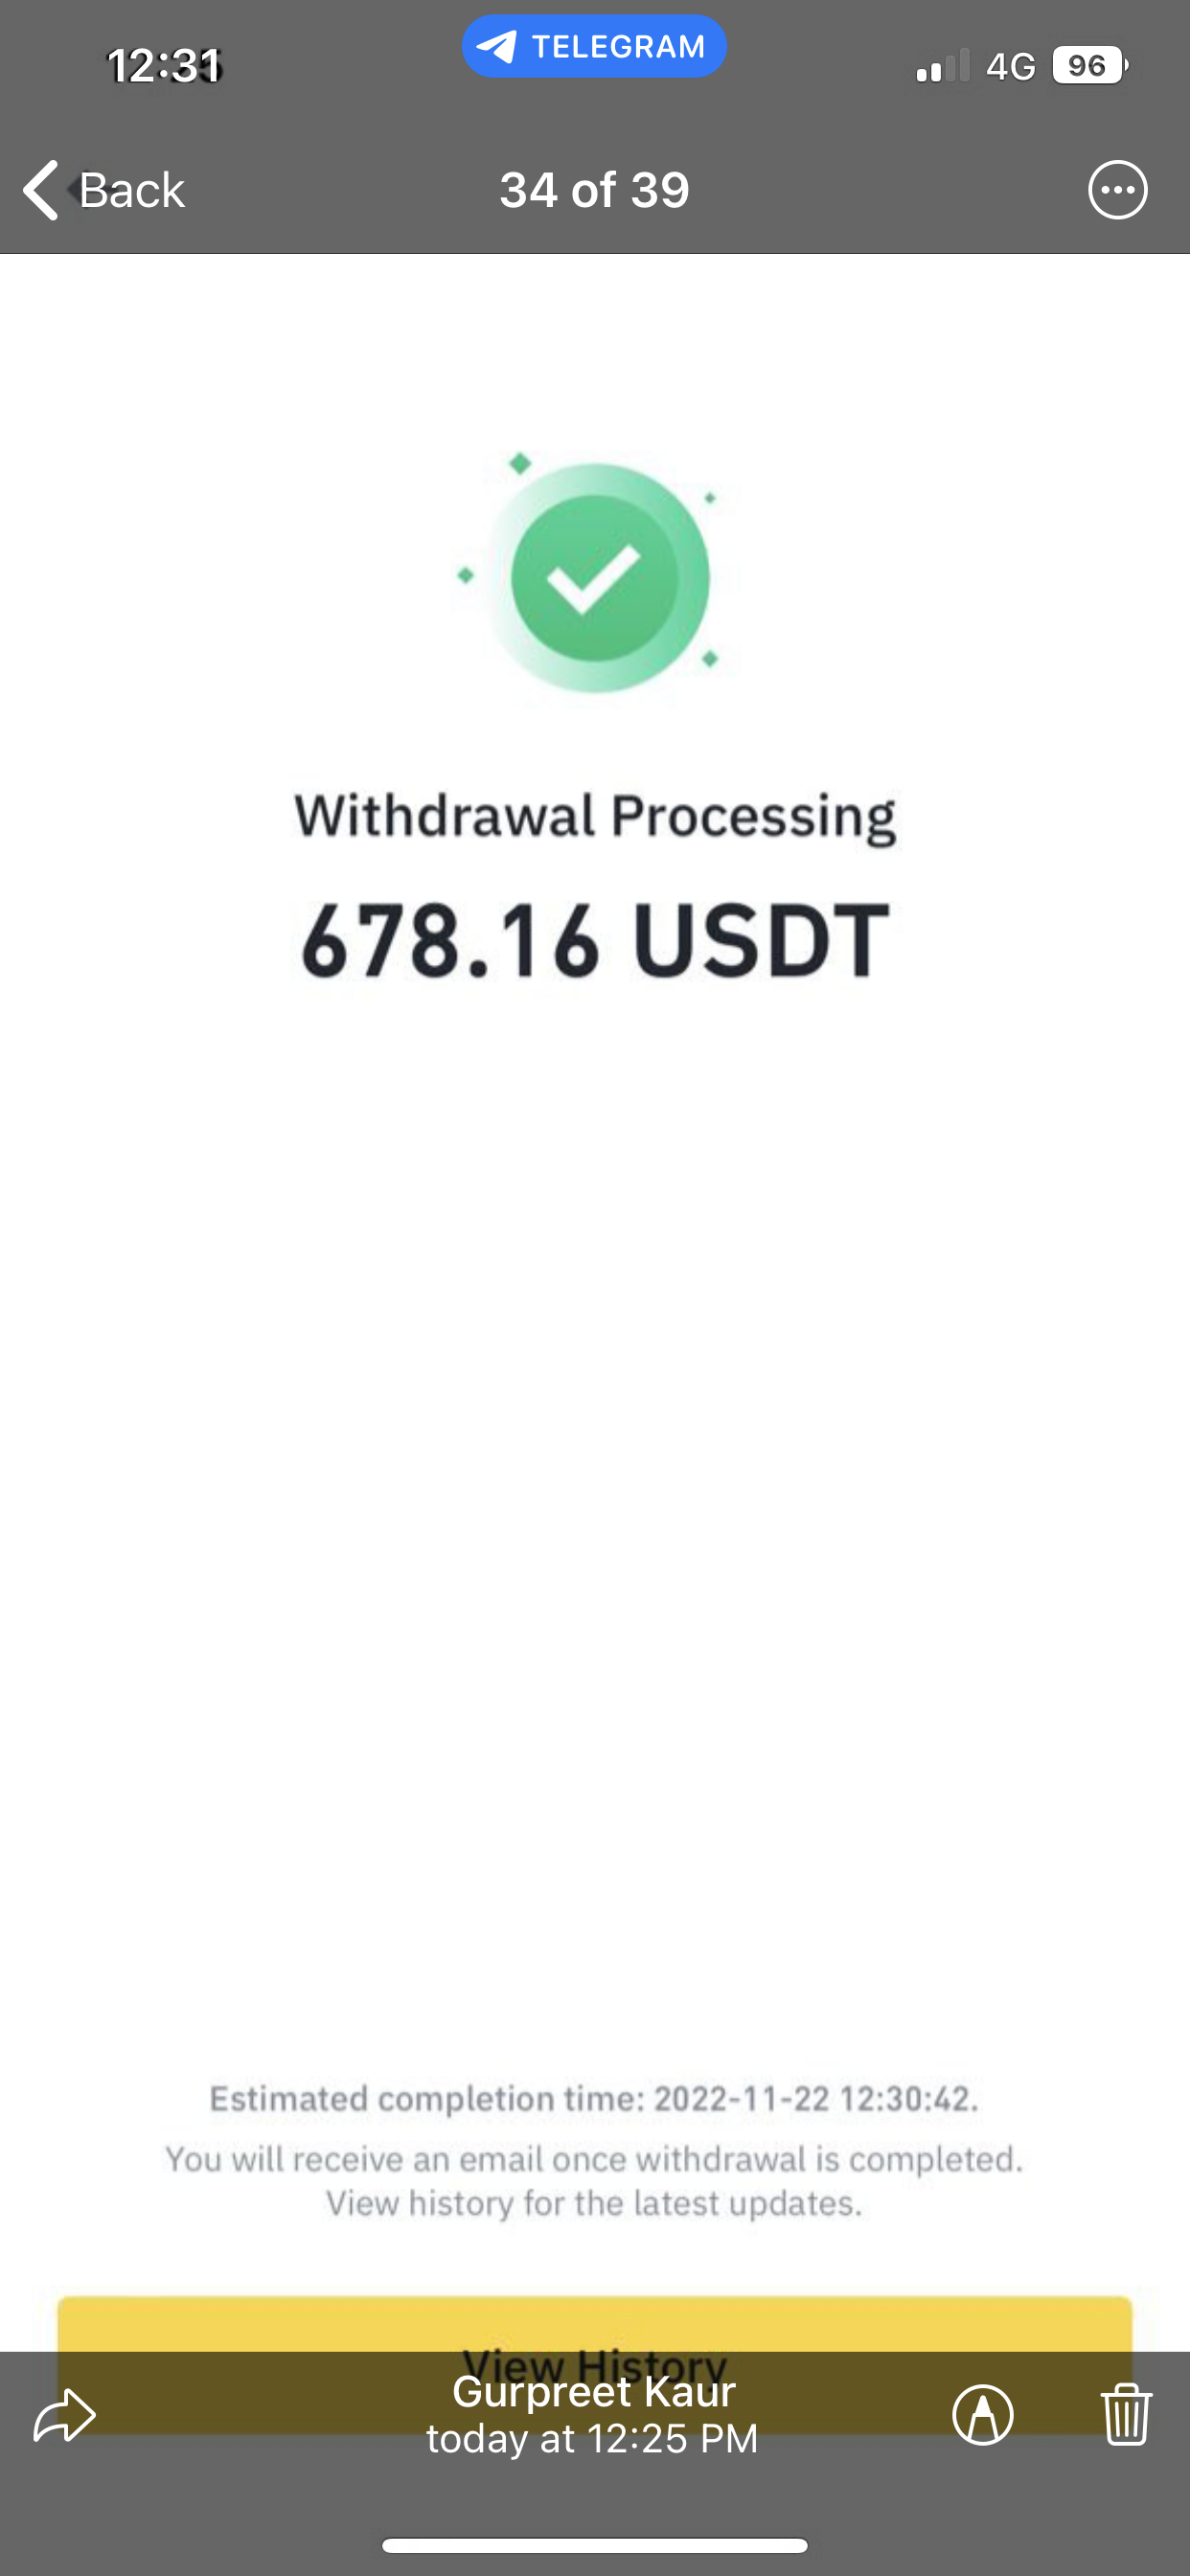 12:31
TELEGRAM
4G
96
Back
34 of 39
Withdrawal Processing
678.16 USDT
Estimated completion time: 2022-11-22 12:30:42.
You will receive an email once withdrawal is completed.
View history for the latest updates.
View History
Gurpreet Kaur
today at 12:25 PM